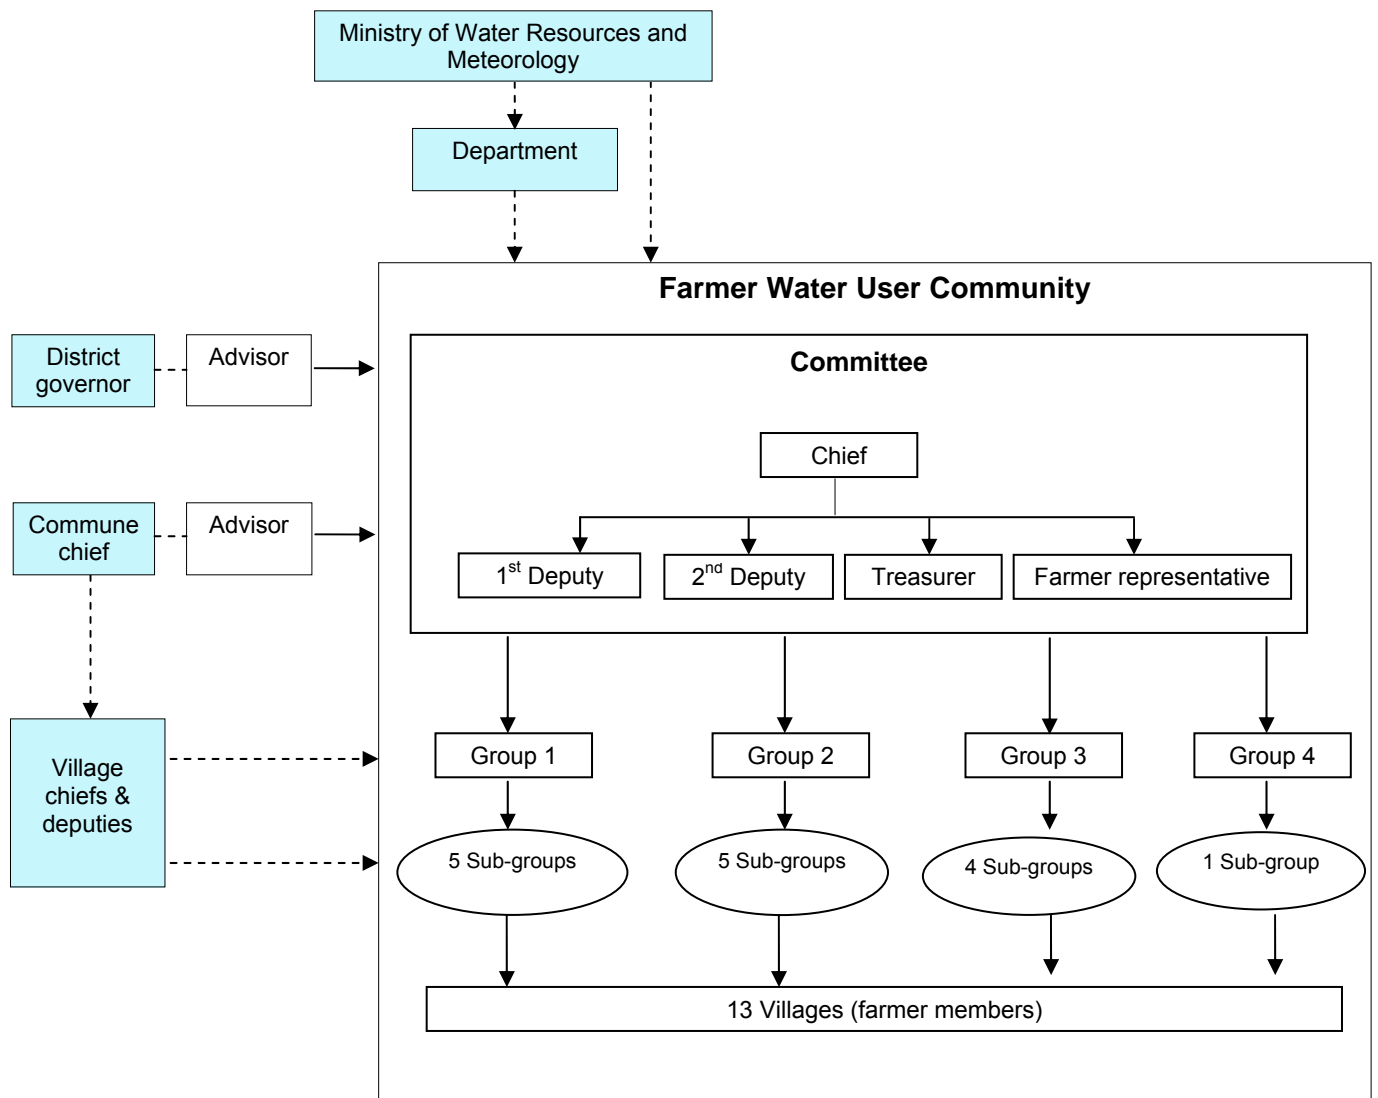 Ministry of Water Resources and
Meteorology
Department
Farmer Water User Community
District
governor
Advisor
Committee
Chief
Commune
chief
Advisor
1st Deputy
2nd Deputy
Treasurer
Farmer representative
Village
chiefs &
deputies
Group 1
Group 2
Group 3
Group 4
5 Sub-groups
5 Sub-groups
4 Sub-groups
1 Sub-group
13 Villages (farmer members)